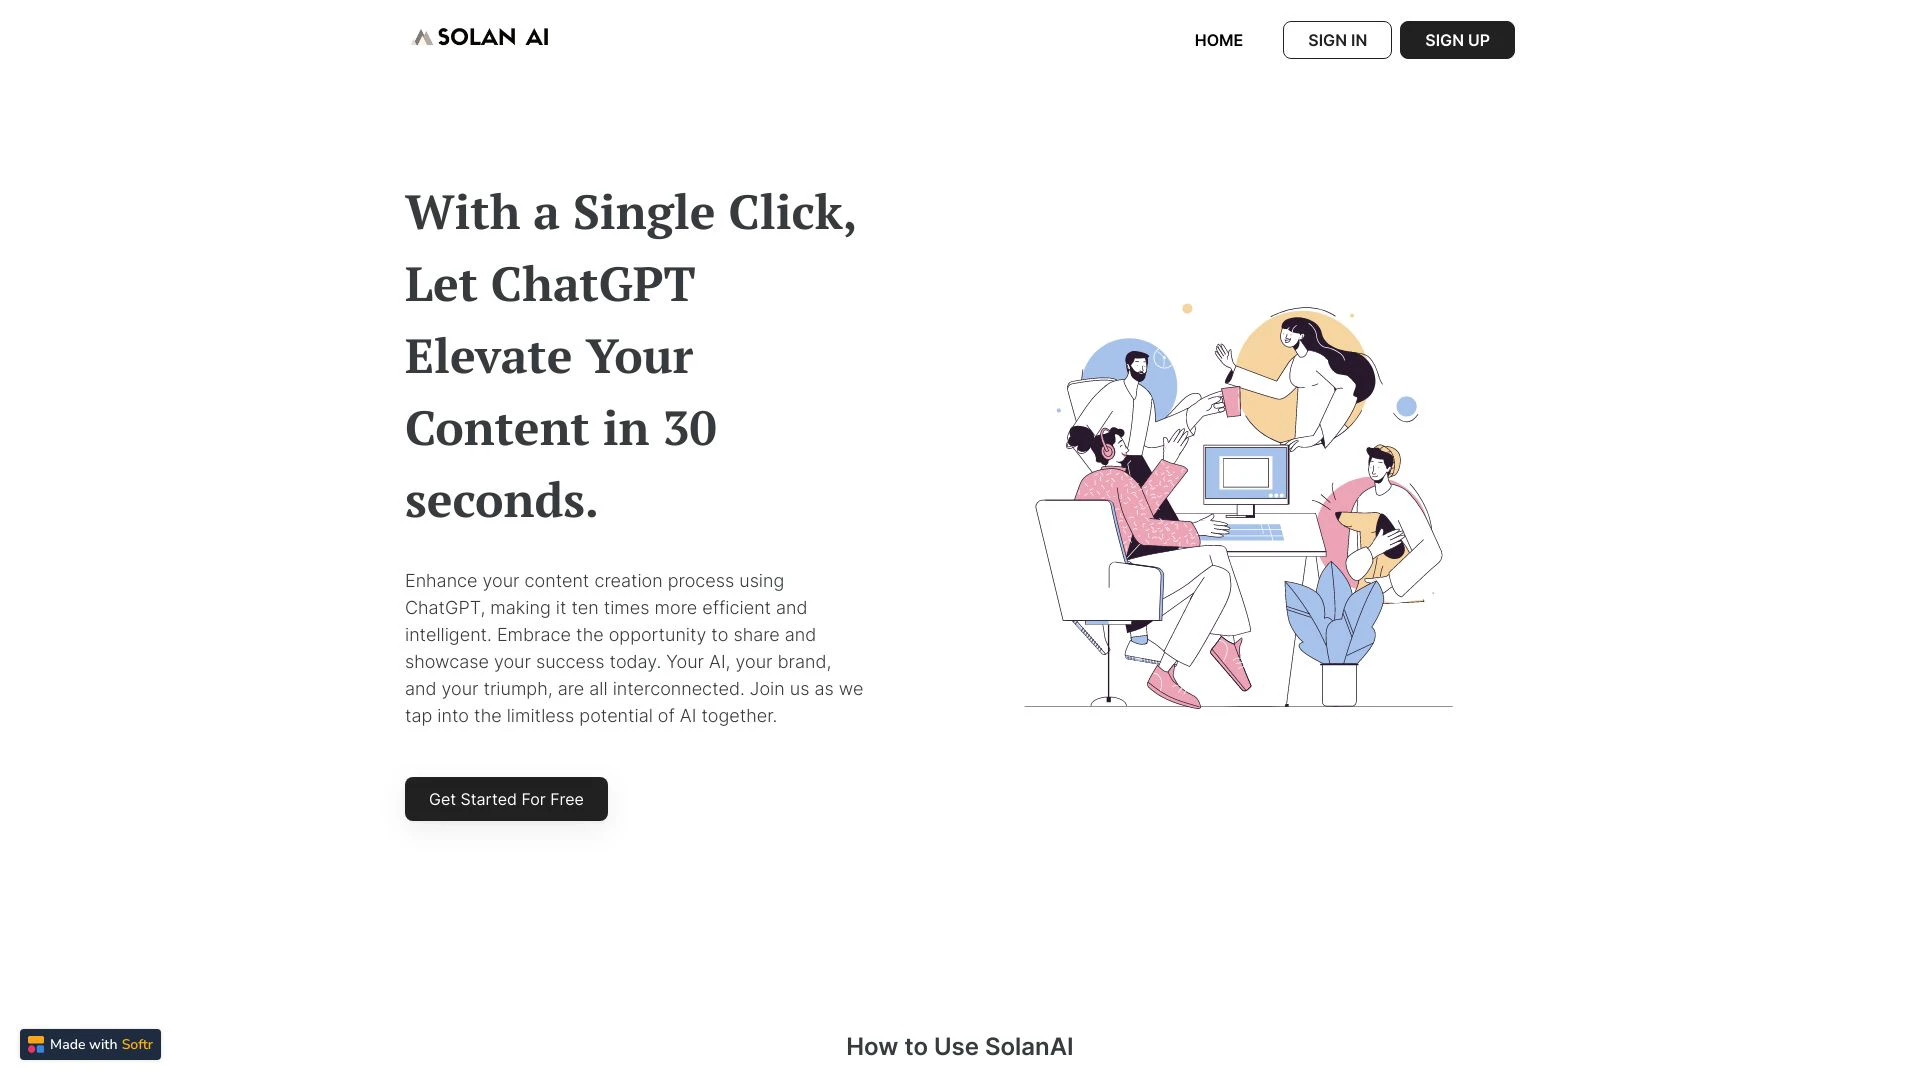 SOLAN AI
HOME
SIGN IN
SIGN UP
With a Single Click,
Let ChatGPT
Elevate Your
Content in 30
seconds.
Enhance your content creation process using
ChatGPT, making it ten times more efficient and
intelligent. Embrace the opportunity to share and
showcase your success today. Your AI, your brand,
and your triumph, are all interconnected. Join us as we
tap into the limitless potential of AI together.
Get Started For Free
Made with Softr
How to Use SolanAI